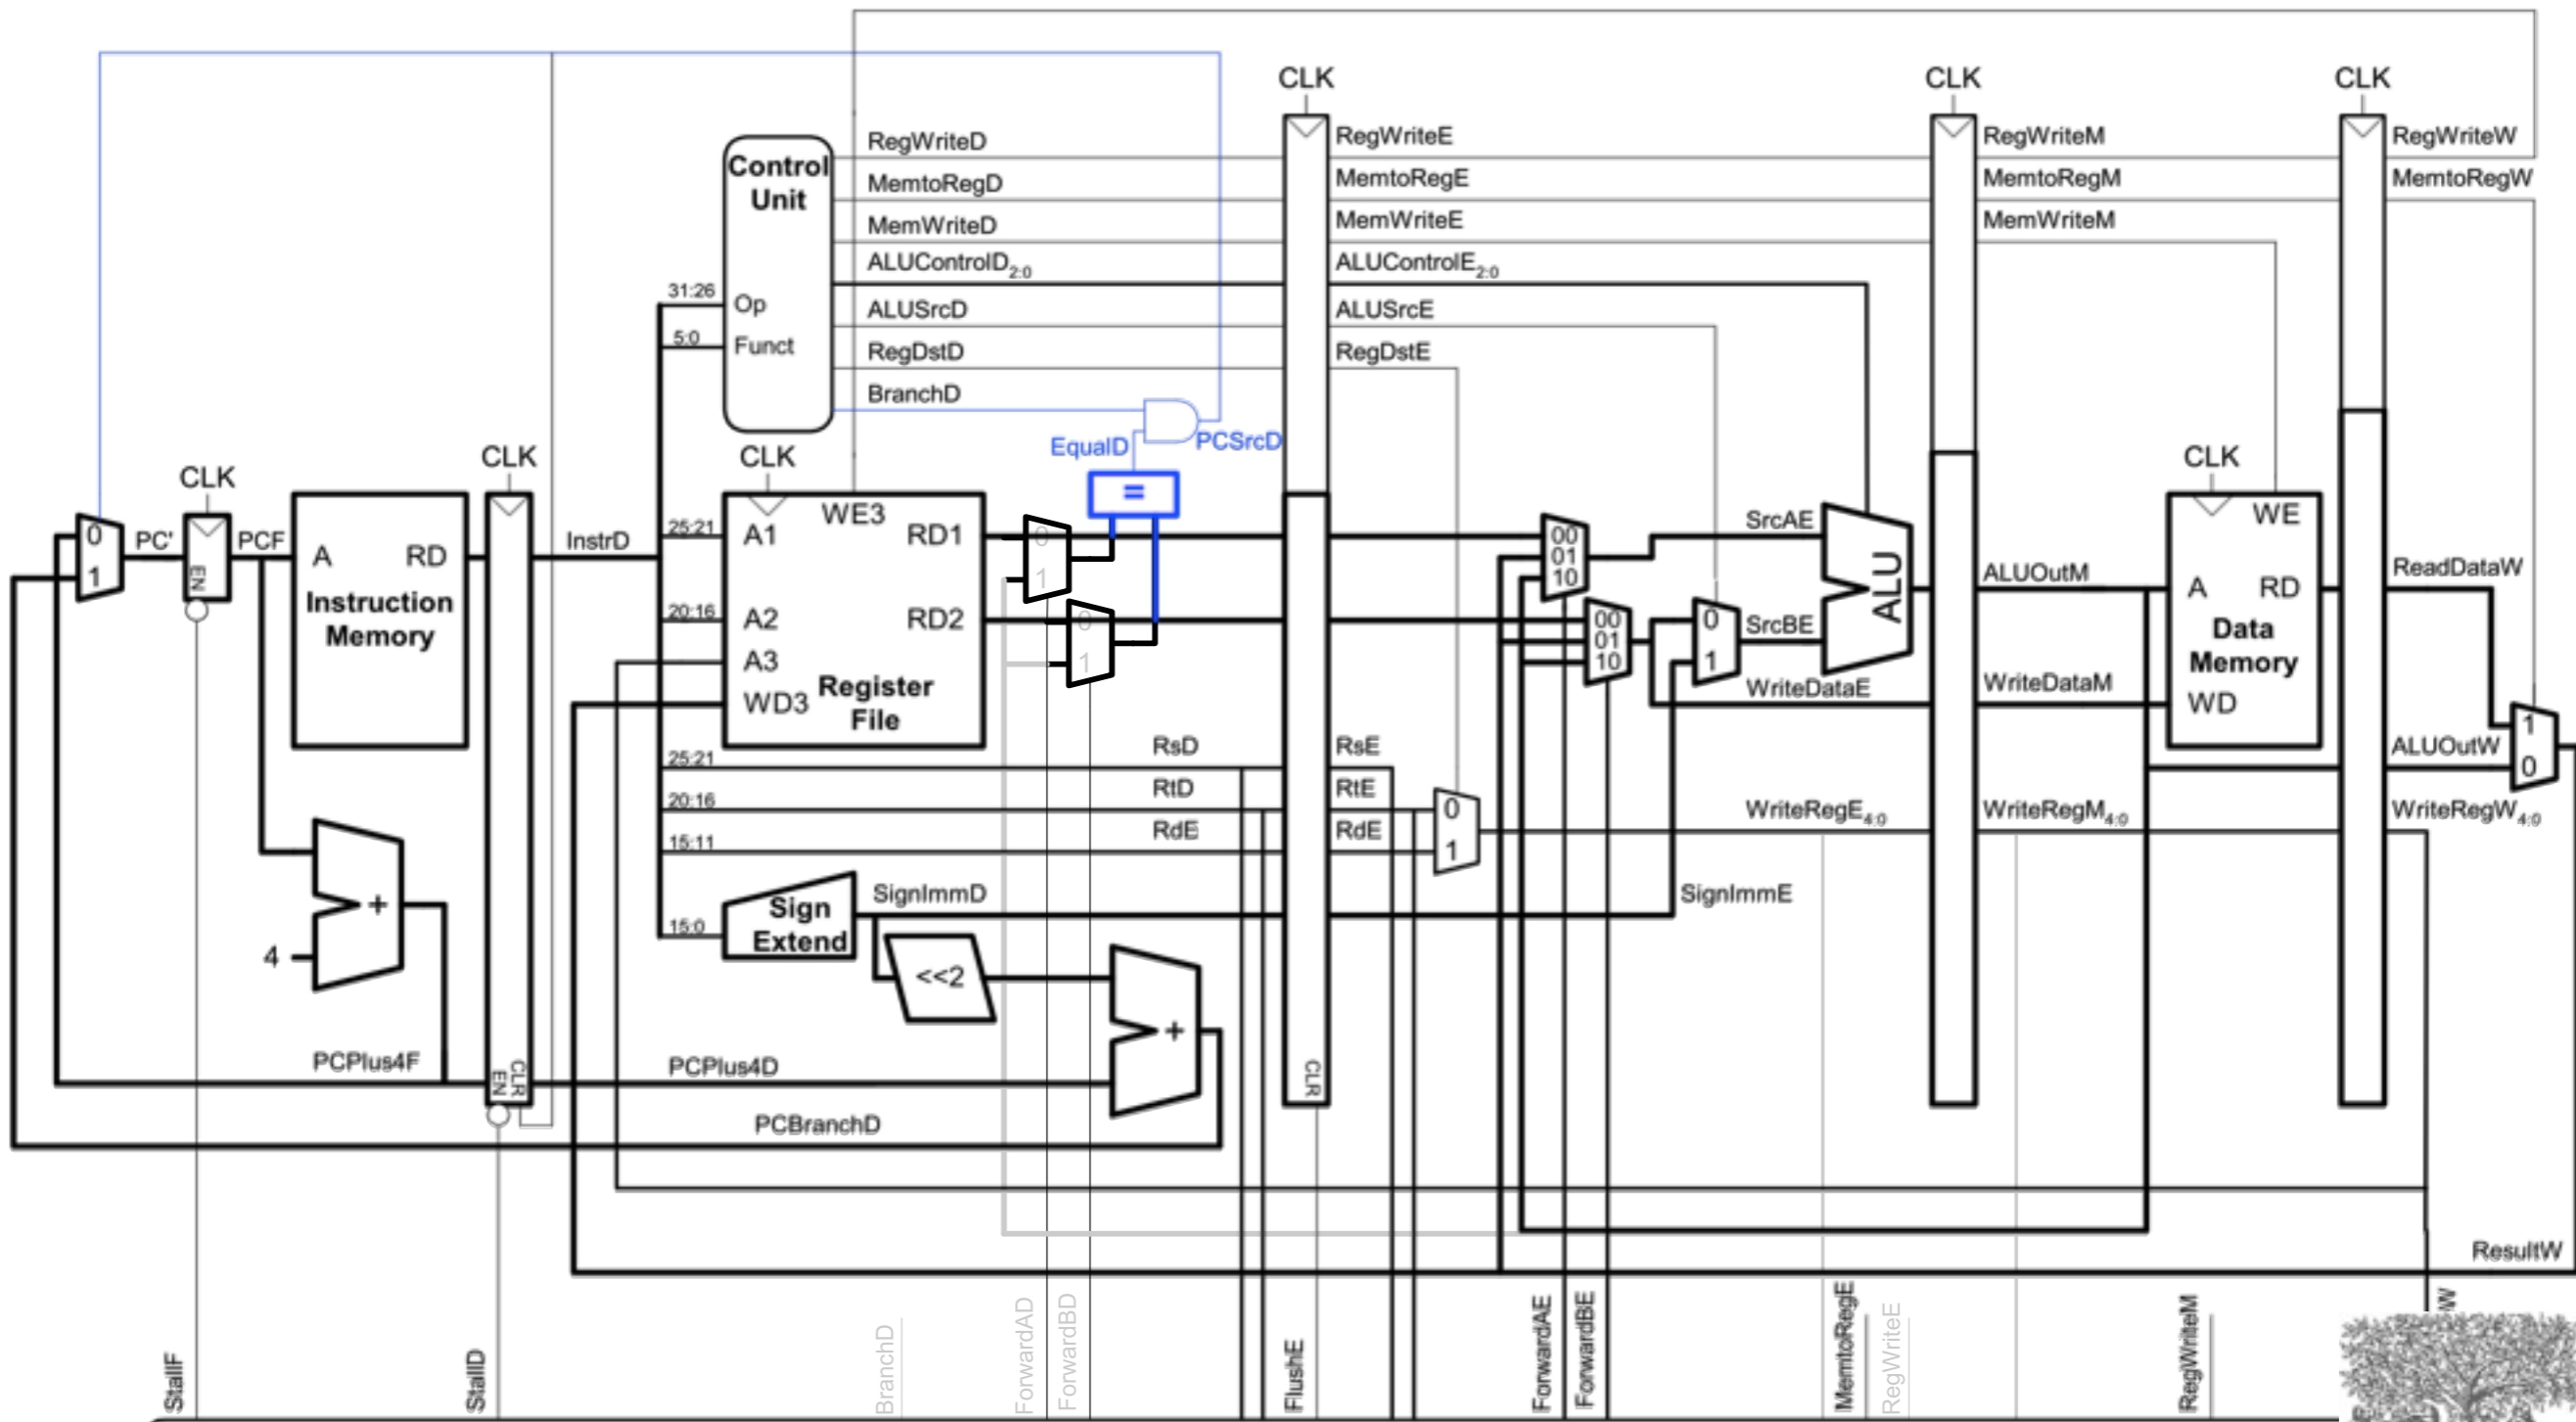 CLK
CLK
CLK
RegWriteD
RegWriteE
RegWriteM
RegWriteW
Control
Unit
MemtoRegD
MemtoRegE
MemtoRegM
MemtoRegW
MemWriteD
MemWriteE
MemWriteM
ALUControlD2:0
ALUControlE2:0
31:26
Op
ALUSrcD
ALUSrcE
5:0
Funct
RegDstD
RegDstE
BranchD
EqualD
PCSrcD
CLK
CLK
CLK
CLK
=
0
1
PC'
EN
PCF
A
RD
Instruction
Memory
InstrD
25:21
A1
WE3
RD1
20:16
A2
RD2
A3
WD3
Register
File
0
1
0
1
00
01
10
00
01
10
SrcAE
0
1
SrcBE
ALU
ALUOutM
WE
A
RD
Data
Memory
WD
ReadDataW
WriteDataE
WriteDataM
1
0
ALUOutW
25:21
RsD
RsE
20:16
RtD
RtE
15:11
RdE
RdE
0
1
WriteRegE4:0
WriteRegM4:0
WriteRegW4:0
15:0
Sign
Extend
SignImmD
SignImmE
<<2
+
4
+
PCPlus4F
EN
CLR
PCPlus4D
CLR
PCBranchD
ResultW
StallF
StallD
BranchD
ForwardAD
ForwardBD
FlushE
ForwardAE
ForwardBE
MemtoRegE
RegWriteE
RegWriteM
W